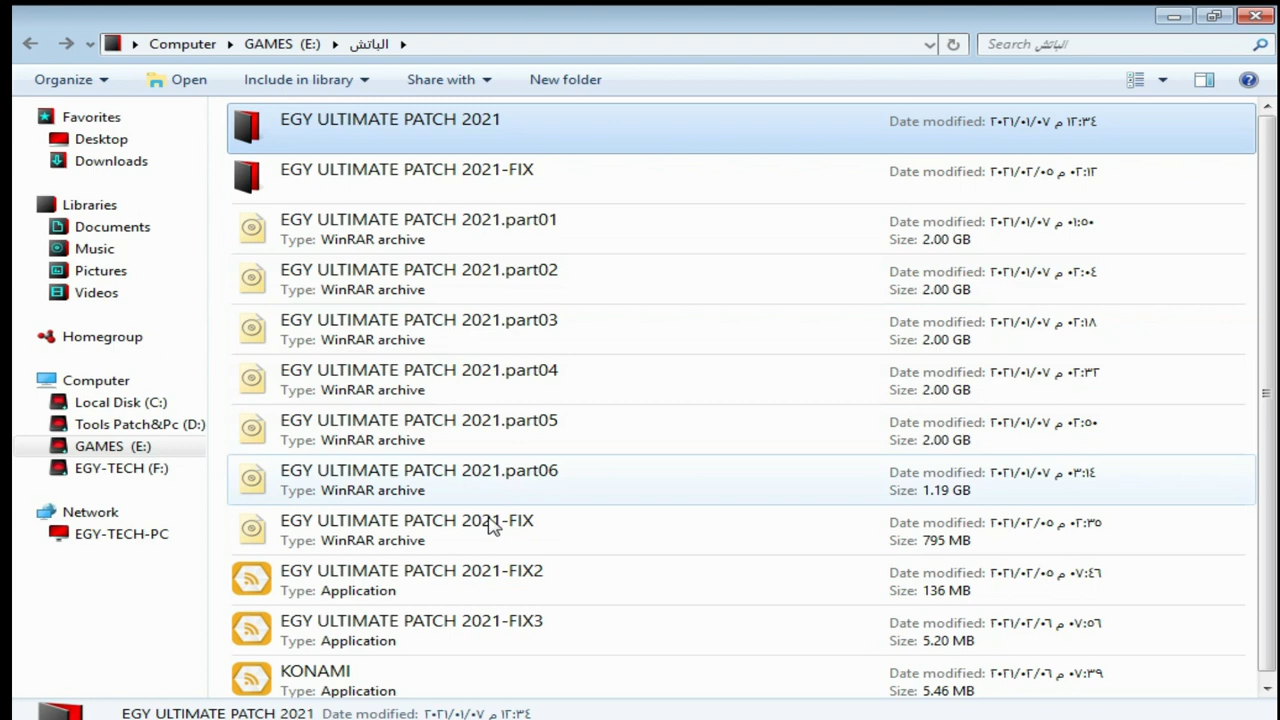 Computer ▸ GAMES (E:) ▸ الباتش ▸
Search الباتش
Organize Open Include in library Share with New folder
Favorites
Desktop
Downloads
Libraries
Documents
Music
Pictures
Videos
Homegroup
Computer
Local Disk (C:)
Tools Patch&Pc (D:)
GAMES (E:)
EGY-TECH (F:)
Network
EGY-TECH-PC
EGY ULTIMATE PATCH 2021 Date modified: ٢٠٢١/٠١/٠٧ م ١٢:٣٤
EGY ULTIMATE PATCH 2021-FIX Date modified: ٢٠٢١/٠٢/٠٥ م ٠٢:١٢
EGY ULTIMATE PATCH 2021.part01 Date modified: ٢٠٢١/٠١/٠٧ م ٠١:٥٠
Type: WinRAR archive Size: 2.00 GB
EGY ULTIMATE PATCH 2021.part02 Date modified: ٢٠٢١/٠١/٠٧ م ٠٢:٠٤
Type: WinRAR archive Size: 2.00 GB
EGY ULTIMATE PATCH 2021.part03 Date modified: ٢٠٢١/٠١/٠٧ م ٠٢:١٨
Type: WinRAR archive Size: 2.00 GB
EGY ULTIMATE PATCH 2021.part04 Date modified: ٢٠٢١/٠١/٠٧ م ٠٢:٣٢
Type: WinRAR archive Size: 2.00 GB
EGY ULTIMATE PATCH 2021.part05 Date modified: ٢٠٢١/٠١/٠٧ م ٠٢:٥٠
Type: WinRAR archive Size: 2.00 GB
EGY ULTIMATE PATCH 2021.part06 Date modified: ٢٠٢١/٠١/٠٧ م ٠٣:١٤
Type: WinRAR archive Size: 1.19 GB
EGY ULTIMATE PATCH 2021-FIX Date modified: ٢٠٢١/٠٢/٠٥ م ٠٢:٣٥
Type: WinRAR archive Size: 795 MB
EGY ULTIMATE PATCH 2021-FIX2 Date modified: ٢٠٢١/٠٢/٠٥ م ٠٧:٤٦
Type: Application Size: 136 MB
EGY ULTIMATE PATCH 2021-FIX3 Date modified: ٢٠٢١/٠٢/٠٦ م ٠٧:٥٦
Type: Application Size: 5.20 MB
KONAMI Date modified: ٢٠٢١/٠٢/٠٦ م ٠٧:٣٩
Type: Application Size: 5.46 MB
EGY ULTIMATE PATCH 2021 Date modified: ٢٠٢١/٠١/٠٧ م ١٢:٣٤